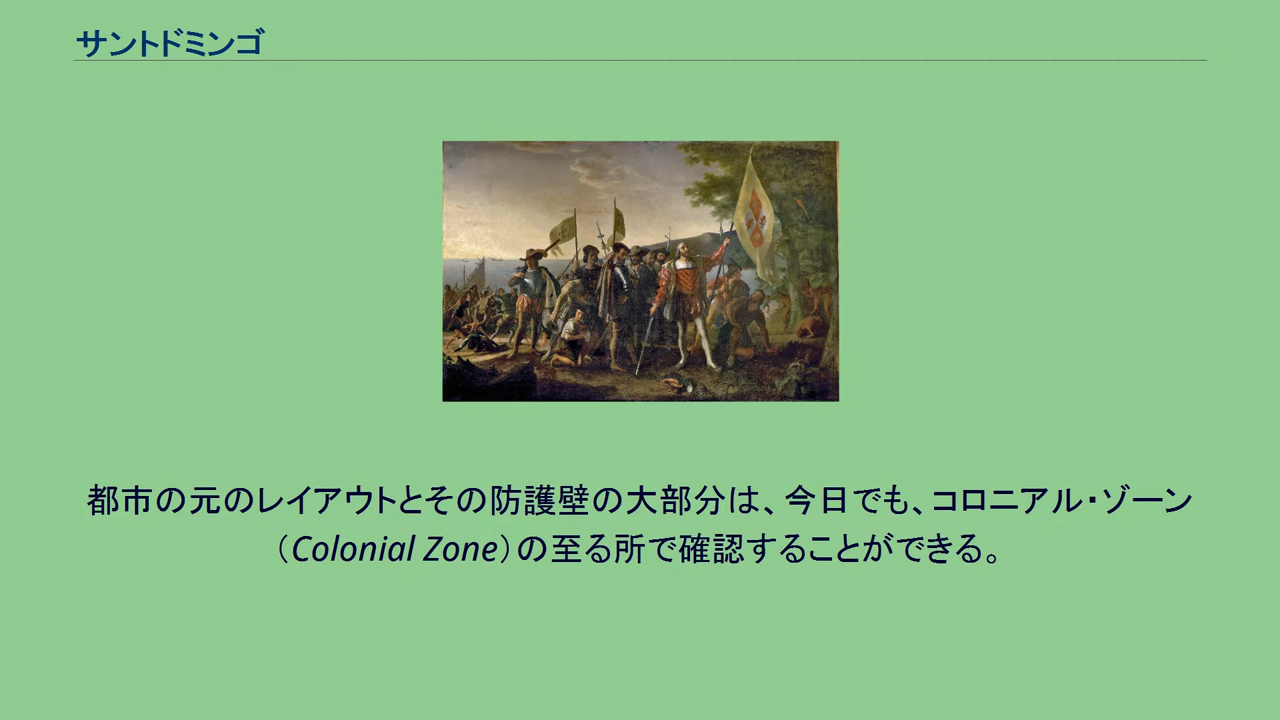 サントドミンゴ
都市の元のレイアウトとその防護壁の大部分は、今日でも、コロニアル・ゾーン
（Colonial Zone）の至る所で確認することができる。